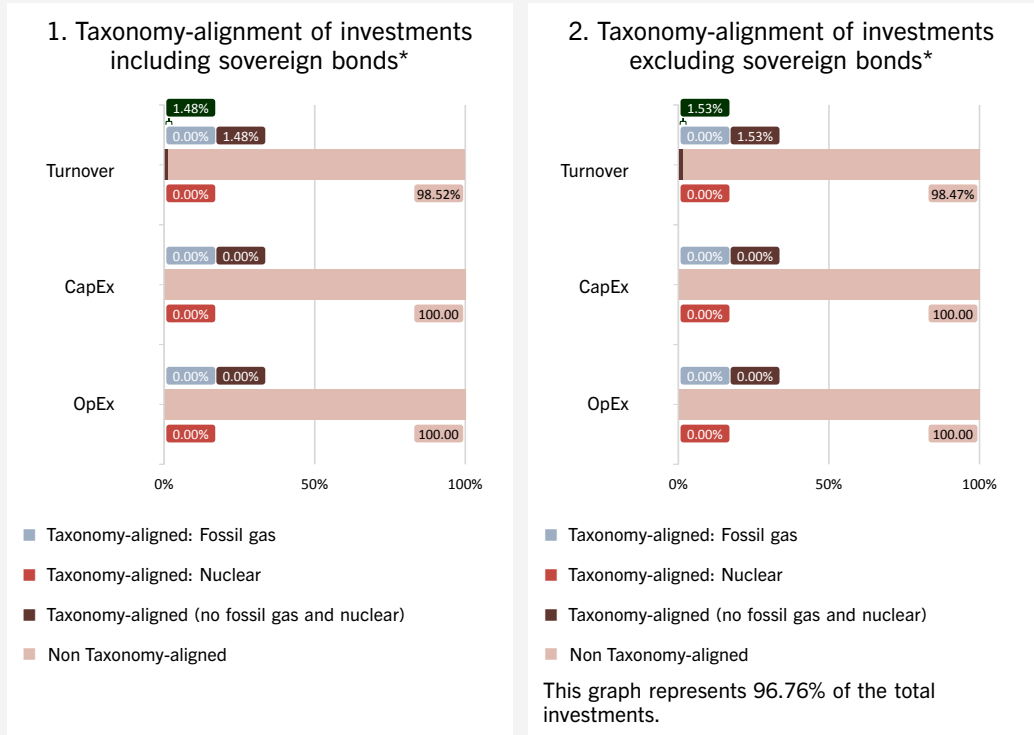 1. Taxonomy-alignment of investments
including sovereign bonds*
1.48%
0.00% 1.48%
Turnover
0.00% 98.52%
0.00% 0.00%
CapEx
0.00% 100.00
0.00% 0.00%
OpEx
0.00% 100.00
0% 50% 100%
Taxonomy-aligned: Fossil gas
Taxonomy-aligned: Nuclear
Taxonomy-aligned (no fossil gas and nuclear)
Non Taxonomy-aligned
2. Taxonomy-alignment of investments
excluding sovereign bonds*
1.53%
0.00% 1.53%
Turnover
0.00% 98.47%
0.00% 0.00%
CapEx
0.00% 100.00
0.00% 0.00%
OpEx
0.00% 100.00
0% 50% 100%
Taxonomy-aligned: Fossil gas
Taxonomy-aligned: Nuclear
Taxonomy-aligned (no fossil gas and nuclear)
Non Taxonomy-aligned
This graph represents 96.76% of the total
investments.